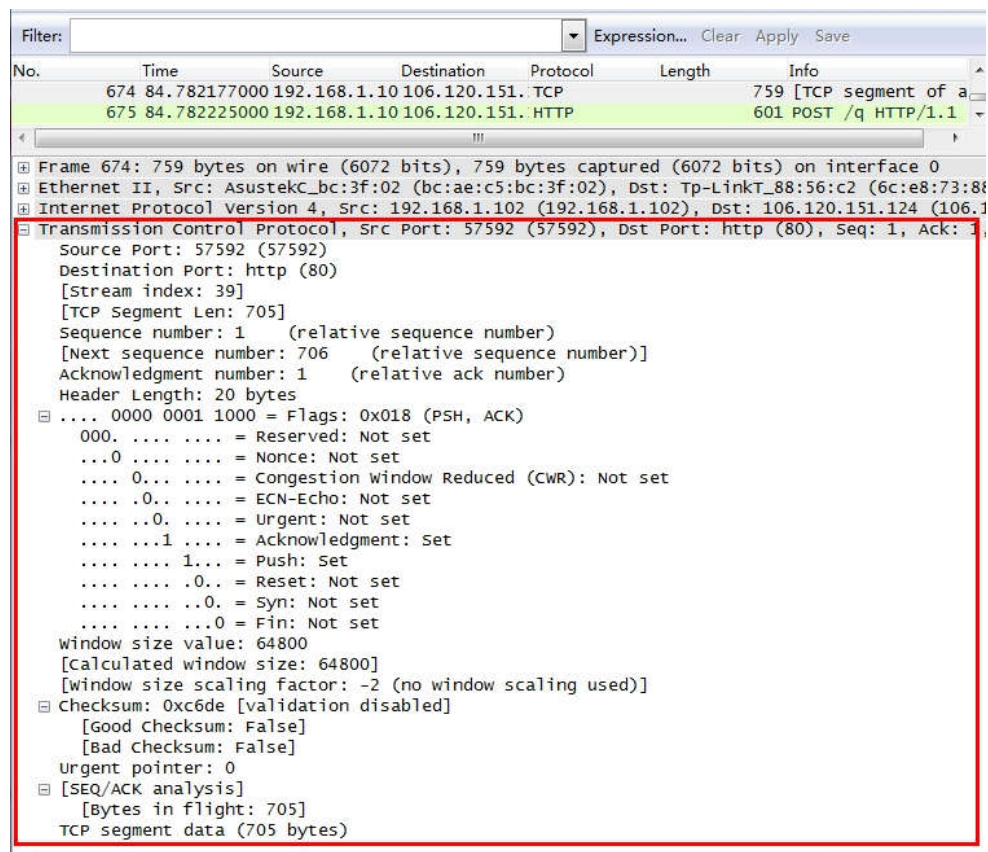 Filter: Expression... Clear Apply Save
No. Time Source Destination Protocol Length Info
674 84.782177000 192.168.1.10 106.120.151. TCP 759 [TCP segment of a
675 84.782225000 192.168.1.10 106.120.151. HTTP 601 POST /q HTTP/1.1
Frame 674: 759 bytes on wire (6072 bits), 759 bytes captured (6072 bits) on interface 0
Ethernet II, Src: AsustekC_bc:3f:02 (bc:ae:c5:bc:3f:02), Dst: Tp-LinkT_88:56:c2 (6c:e8:73:88
Internet Protocol Version 4, Src: 192.168.1.102 (192.168.1.102), Dst: 106.120.151.124 (106.1
Transmission Control Protocol, Src Port: 57592 (57592), Dst Port: http (80), Seq: 1, Ack: 1,
Source Port: 57592 (57592)
Destination Port: http (80)
[Stream index: 39]
[TCP Segment Len: 705]
Sequence number: 1 (relative sequence number)
[Next sequence number: 706 (relative sequence number)]
Acknowledgment number: 1 (relative ack number)
Header Length: 20 bytes
.... 0000 0001 1000 = Flags: 0x018 (PSH, ACK)
000. .... .... = Reserved: Not set
...0 .... .... = Nonce: Not set
.... 0... .... = Congestion Window Reduced (CWR): Not set
.... .0.. .... = ECN-Echo: Not set
.... ..0. .... = Urgent: Not set
.... ...1 .... = Acknowledgment: Set
.... .... 1... = Push: Set
.... .... .0.. = Reset: Not set
.... .... ..0. = Syn: Not set
.... .... ...0 = Fin: Not set
Window size value: 64800
[Calculated window size: 64800]
[Window size scaling factor: -2 (no window scaling used)]
Checksum: 0xc6de [validation disabled]
[Good Checksum: False]
[Bad Checksum: False]
Urgent pointer: 0
[SEQ/ACK analysis]
[Bytes in flight: 705]
TCP segment data (705 bytes)